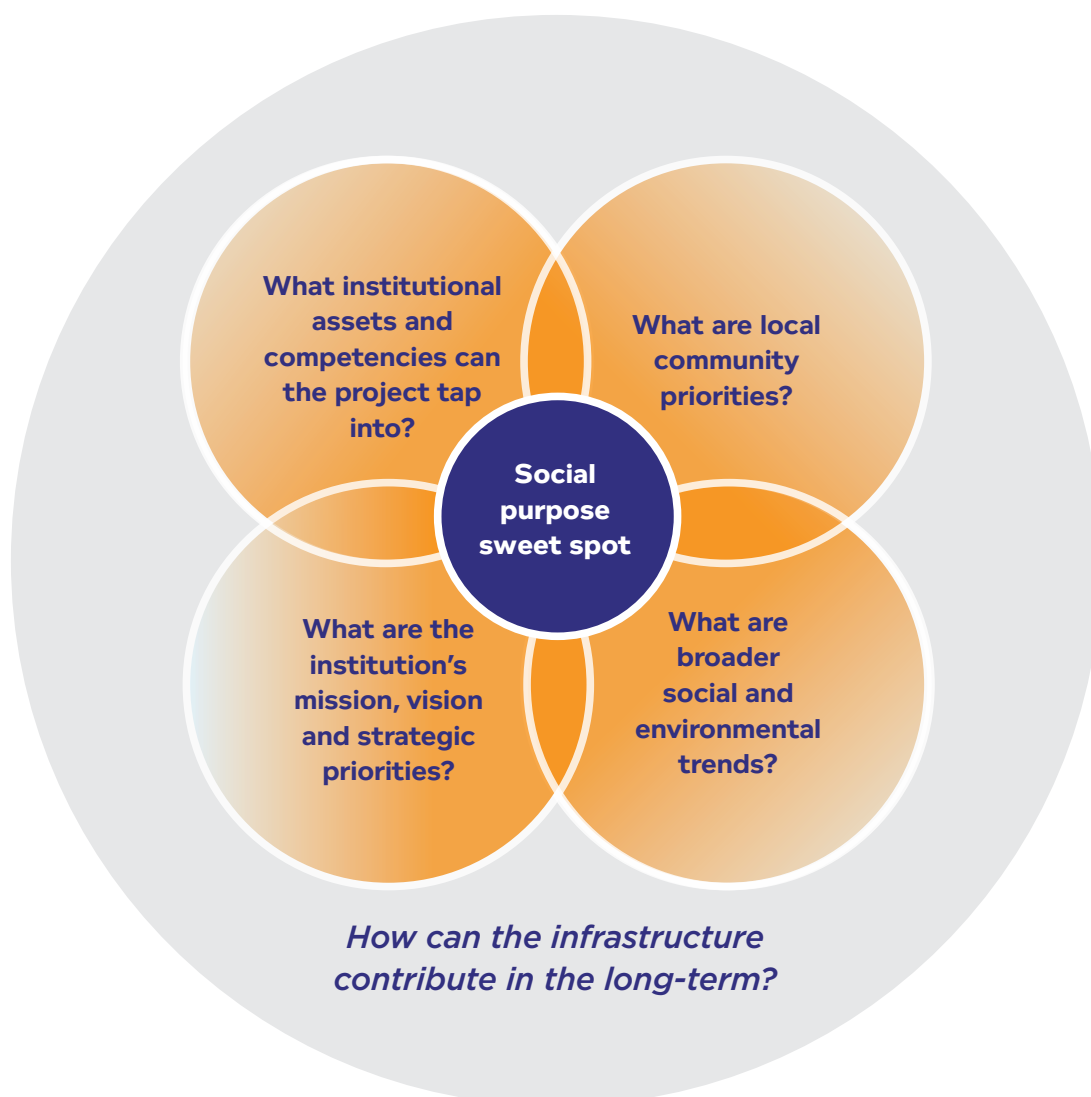 What institutional
assets and
competencies can
the project tap
into?
What are local
community
priorities?
Social
purpose
sweet spot
What are the
institution’s
mission, vision
and strategic
priorities?
What are
broader
social and
environmental
trends?
How can the infrastructure
contribute in the long-term?